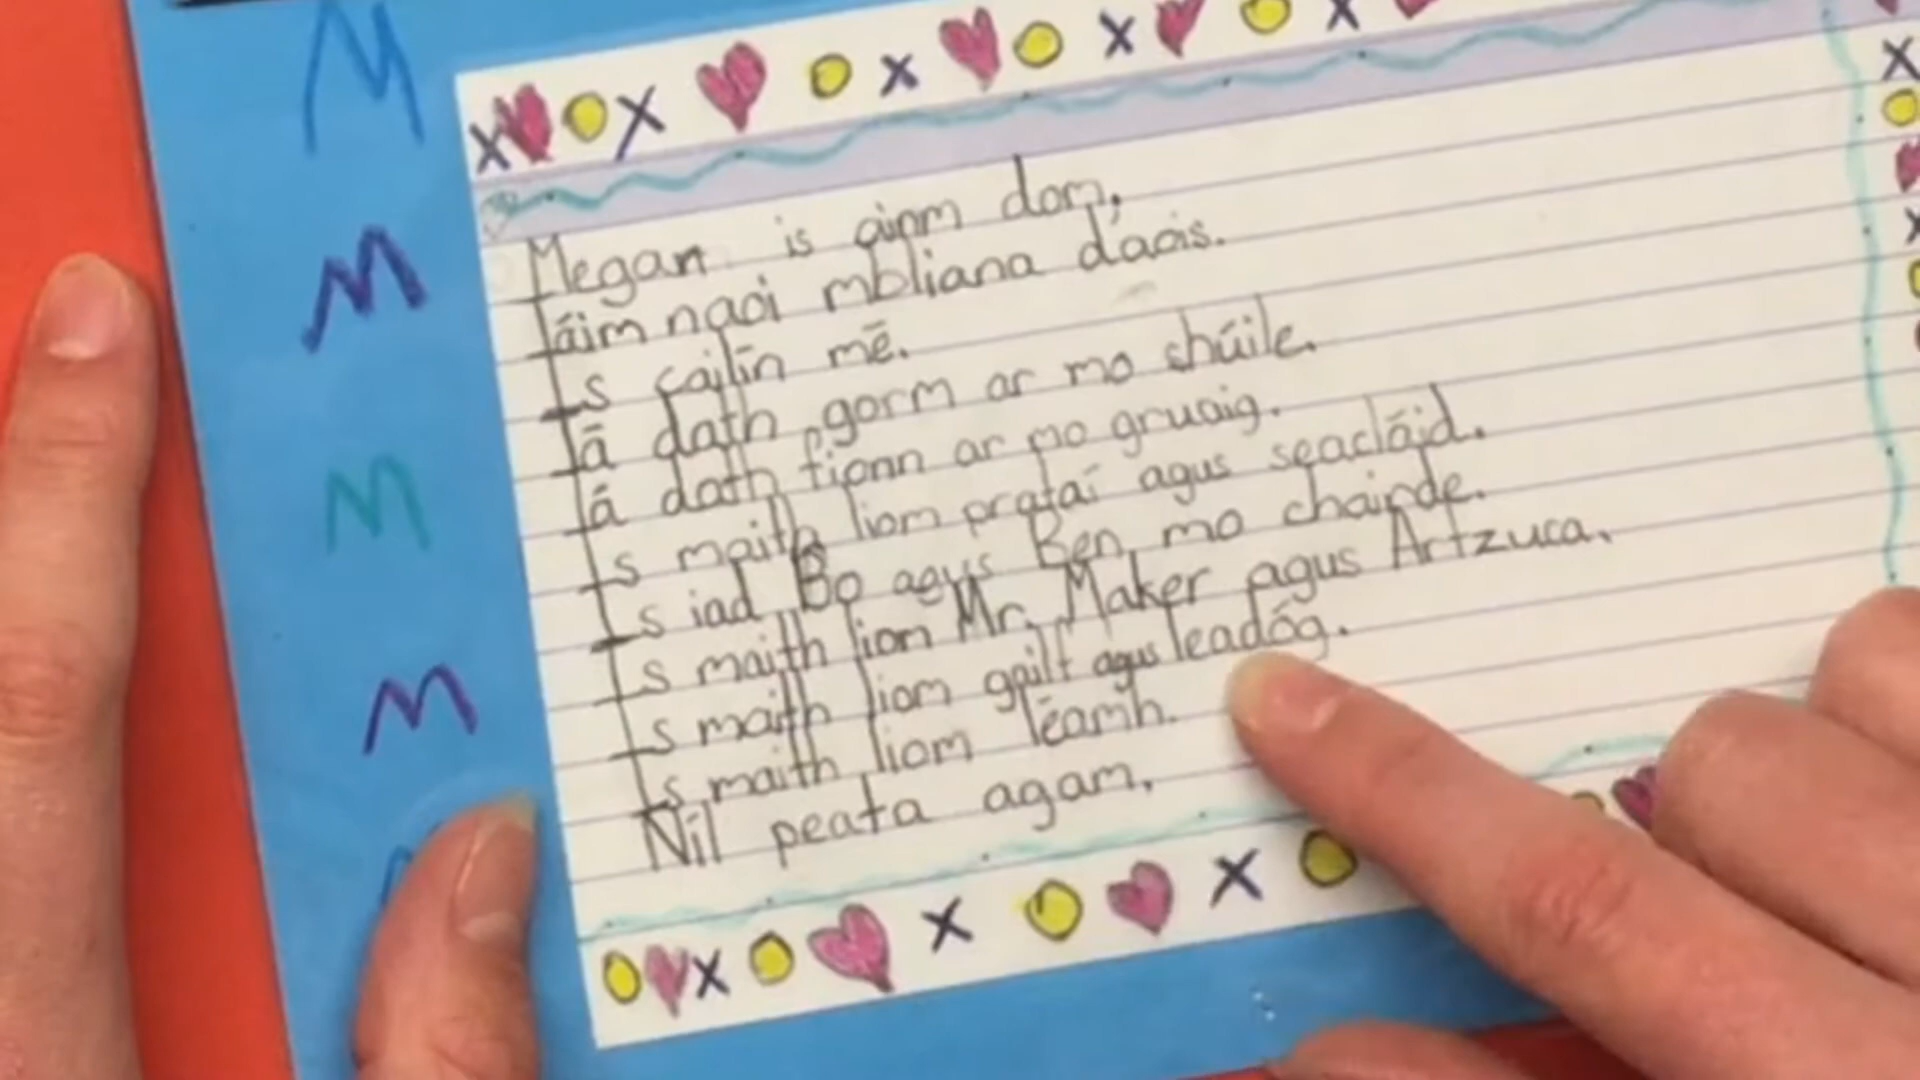 M
M
M
M
Megan is ainm dom,
Táim naoi mbliana d'aois.
Is cailín mé.
Tá dath gorm ar mo shúile.
Tá dath fionn ar mo gruaig.
Is maith liom prataí agus seacláid.
Is iad Bo agus Ben, mo chairde.
Is maith liom Mr. Maker agus Artzuca.
Is maith liom gailf agus leadóg.
Is maith liom léamh.
Níl peata agam.